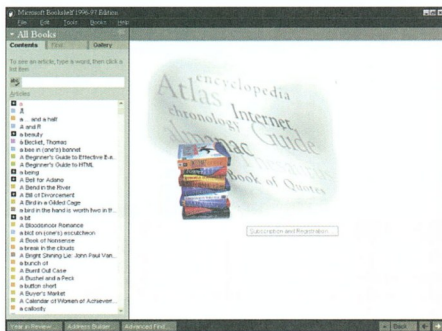 Microsoft Bookshelf 1996-97 Edition
File Edit Tools Books Help
All Books
Contents Find Gallery
To see an article, type a word, then click a
list item.
Articles
a
A
a ... and a half
A and R
a beauty
à Becket, Thomas
a bee in (one's) bonnet
A Beginner's Guide to Effective E-m...
A Beginner's Guide to HTML
a being
A Bell for Adano
A Bend in the River
A Bill of Divorcement
A Bird in a Gilded Cage
a bird in the hand is worth two in th...
a bit
A Bloodsmoor Romance
a blot on (one's) escutcheon
A Book of Nonsense
a break in the clouds
A Bright Shining Lie: John Paul Van...
a bunch of
A Burnt Out Case
A Bushel and a Peck
a button short
A Buyer's Market
A Calendar of Women of Achievem...
a callosity
encyclopedia
Atlas Internet
chronology Guide
almanac
Book of Quotes
Subscription and Registration
Year in Review... Address Builder... Advanced Find... Back